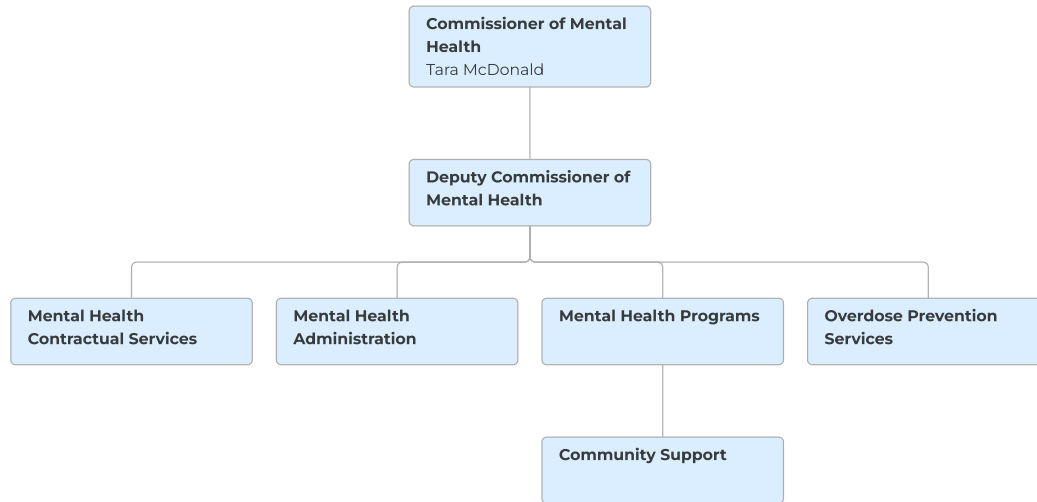 Commissioner of Mental
Health
Tara McDonald
Deputy Commissioner of
Mental Health
Mental Health
Contractual Services
Mental Health
Administration
Mental Health Programs
Overdose Prevention
Services
Community Support